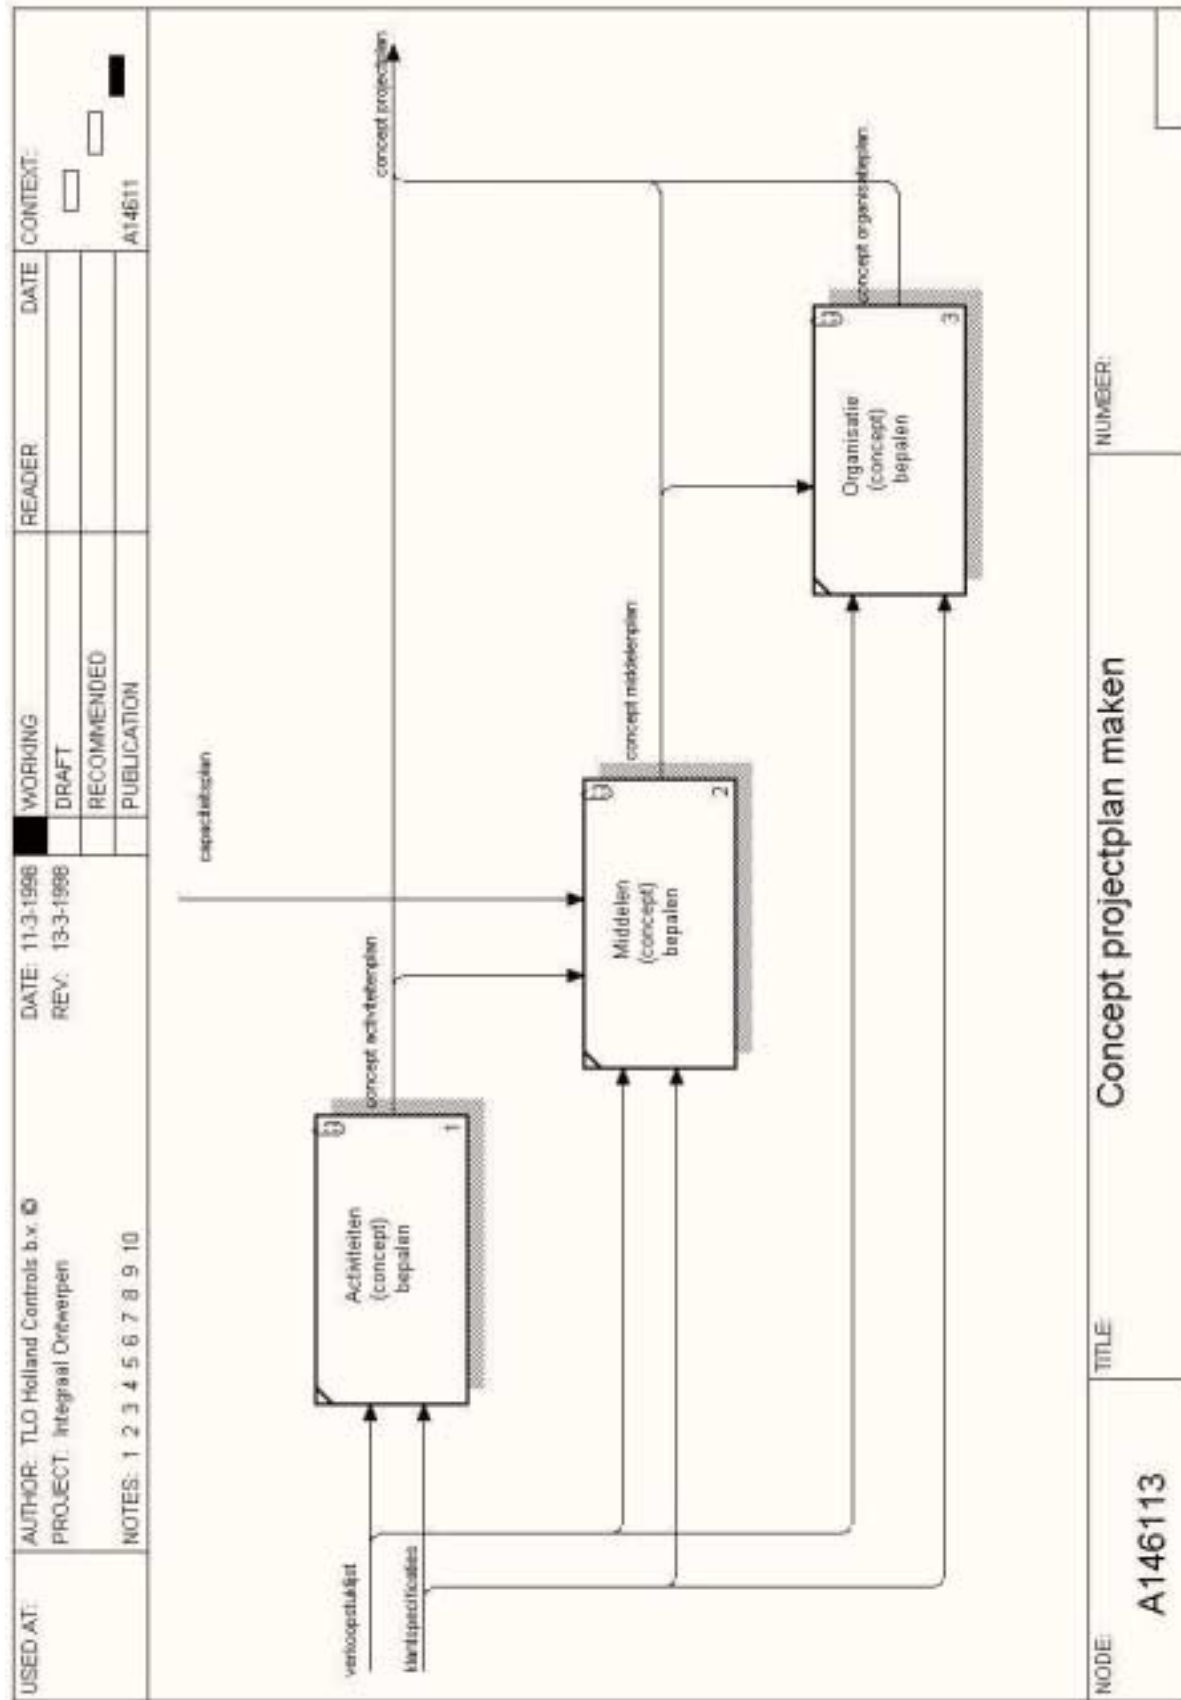 USED AT:
AUTHOR: TLO Holland Controls b.v. ©
DATE: 11-3-1998
PROJECT: Integraal Ontwerpen
REV: 13-3-1998
NOTES: 1 2 3 4 5 6 7 8 9 10
WORKING
DRAFT
RECOMMENDED
PUBLICATION
READER
DATE
CONTEXT:
A14611
capaciteitsplan
concept projectplan
verkoopstuklijst
klantspecificaties
Activiteiten
(concept)
bepalen
1
concept activiteitenplan
Middelen
(concept)
bepalen
2
concept middelenplan
Organisatie
(concept)
bepalen
3
concept organisatieplan
NODE:
A146113
TITLE:
Concept projectplan maken
NUMBER: